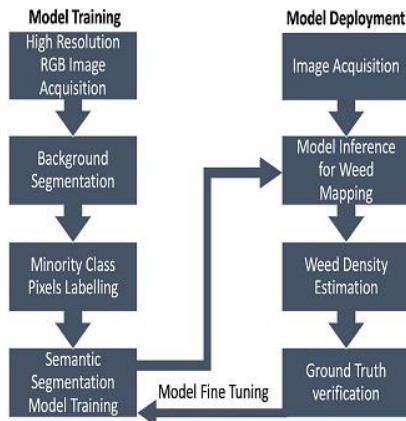 Model Training
High Resolution
RGB Image
Acquisition
Background
Segmentation
Minority Class
Pixels Labelling
Semantic
Segmentation
Model Training
Model Deployment
Image Acquisition
Model Inference
for Weed
Mapping
Weed Density
Estimation
Ground Truth
verification
Model Fine Tuning